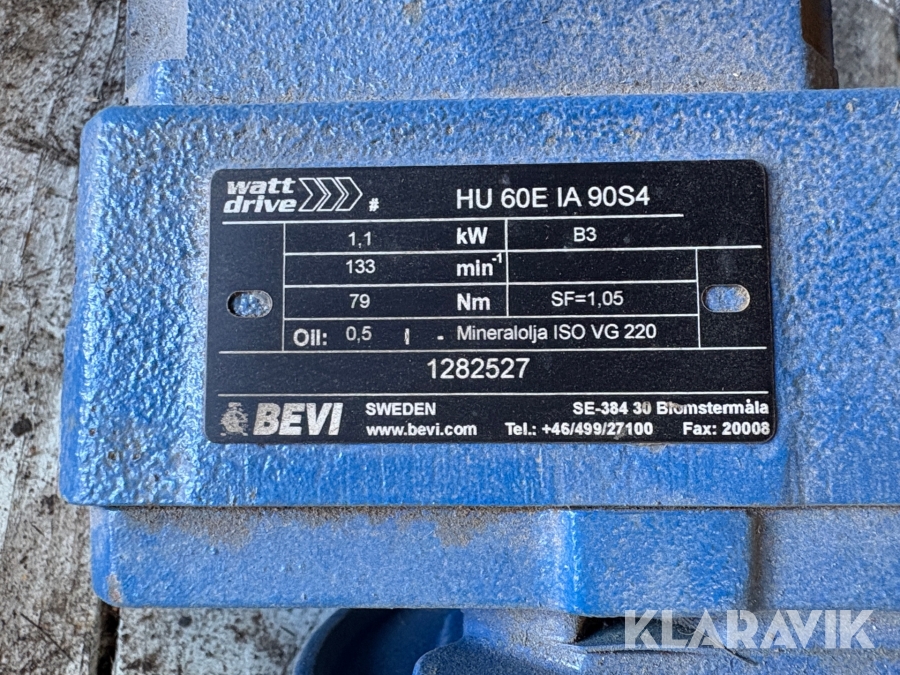 watt drive # HU 60E IA 90S4
1,1 kW B3
133 min⁻¹
79 Nm SF=1,05
Oil: 0,5 l - Mineralolja ISO VG 220
1282527
BEVI SWEDEN SE-384 30 Blomstermåla
www.bevi.com Tel.: +46/499/27100 Fax: 20008
KLARAVIK